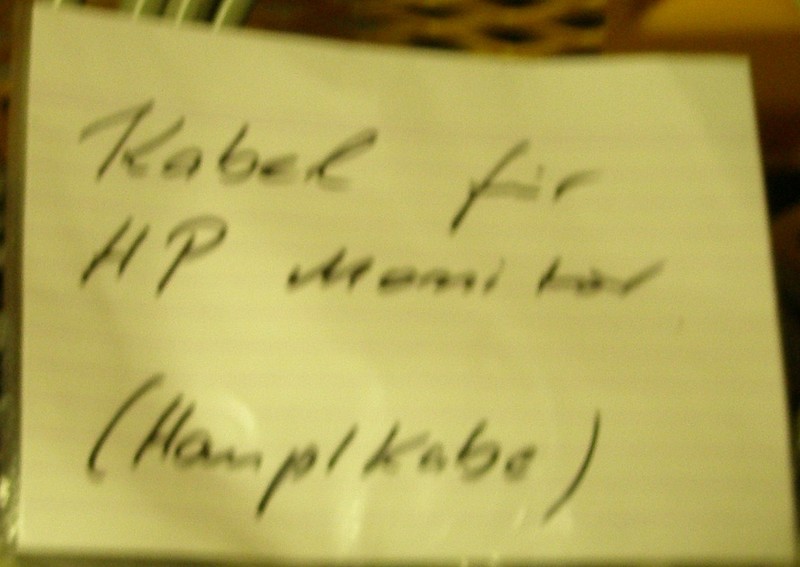 Kabel für
HP Monitor
(Hauptkabe)